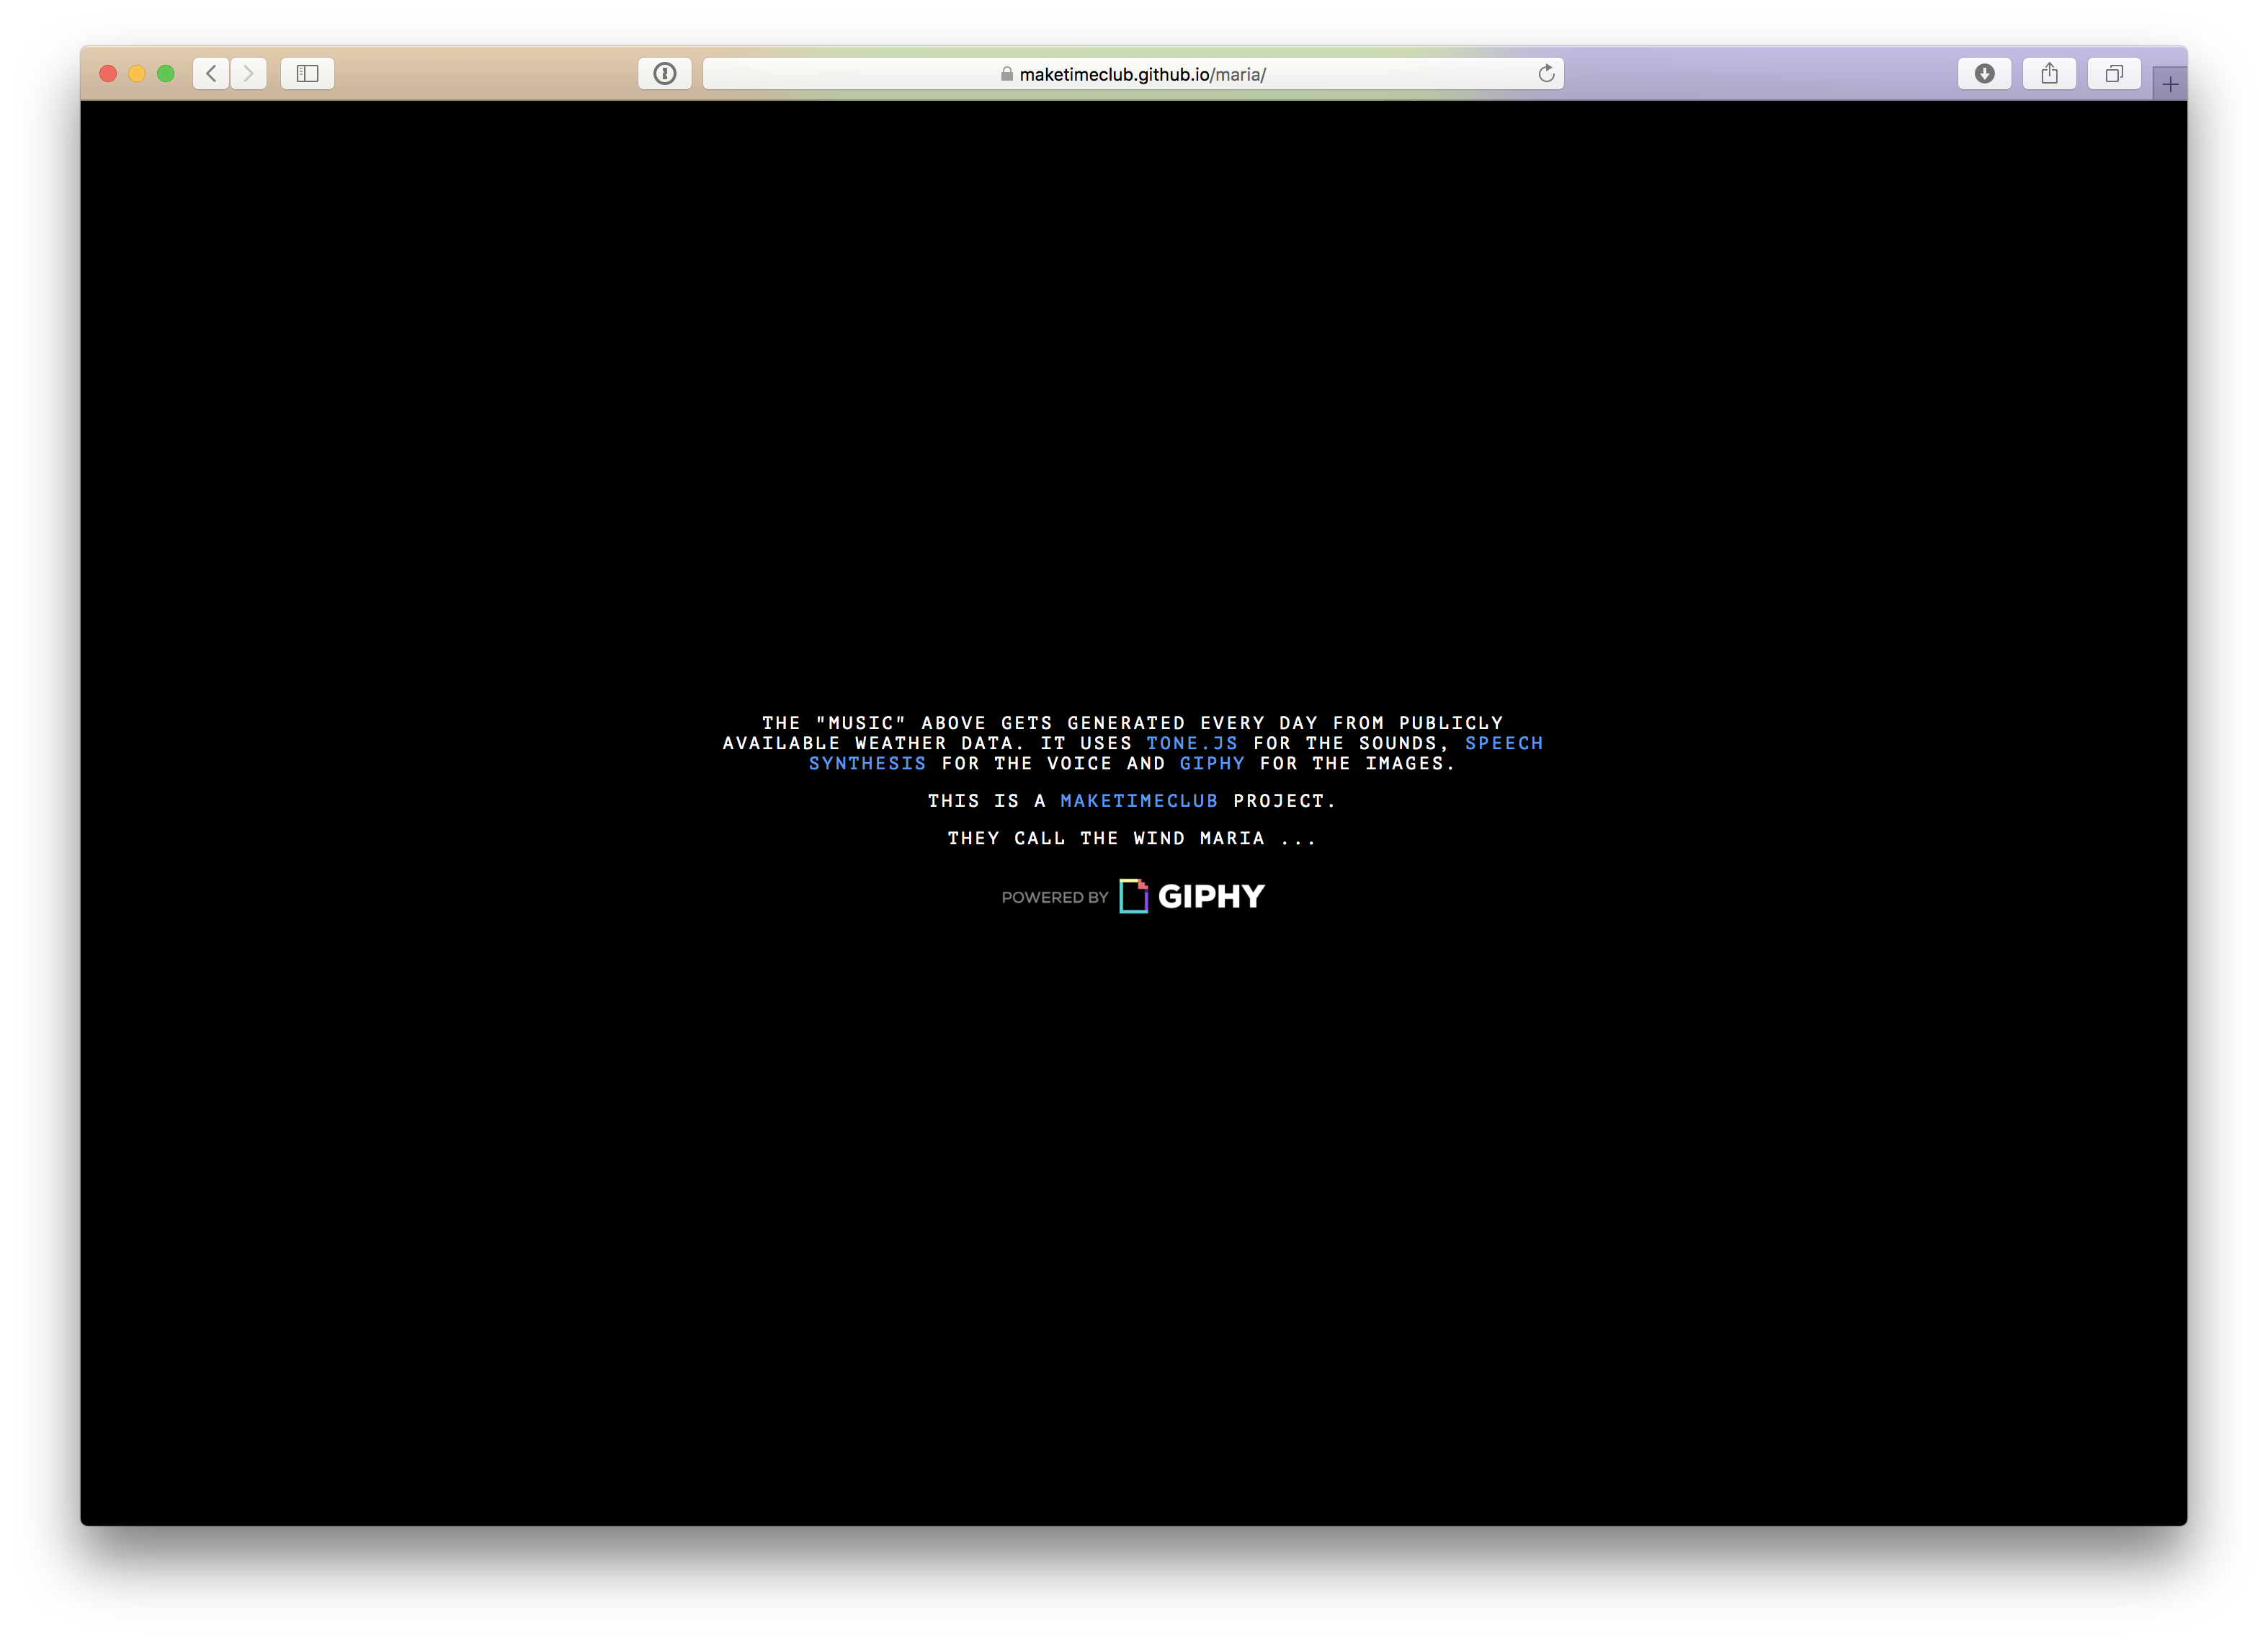 maketimeclub.github.io/maria/
THE "MUSIC" ABOVE GETS GENERATED EVERY DAY FROM PUBLICLY
AVAILABLE WEATHER DATA. IT USES TONE.JS FOR THE SOUNDS, SPEECH
SYNTHESIS FOR THE VOICE AND GIPHY FOR THE IMAGES.
THIS IS A MAKETIMECLUB PROJECT.
THEY CALL THE WIND MARIA ...
POWERED BY GIPHY